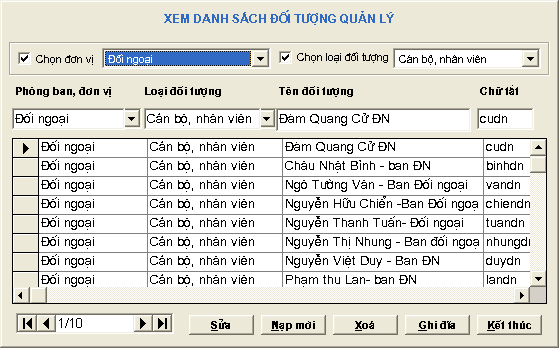 XEM DANH SÁCH ĐỐI TƯỢNG QUẢN LÝ
Chọn đơn vị Đối ngoại Chọn loại đối tượng Cán bộ, nhân viên
Phòng ban, đơn vị Loại đối tượng Tên đối tượng Chữ tắt
Đối ngoại Cán bộ, nhân viên Đàm Quang Cử ĐN cudn
Đối ngoại Cán bộ, nhân viên Đàm Quang Cử ĐN cudn
Đối ngoại Cán bộ, nhân viên Châu Nhật Bình - ban ĐN binhdn
Đối ngoại Cán bộ, nhân viên Ngô Tường Vân - Ban Đối ngoại vandn
Đối ngoại Cán bộ, nhân viên Nguyễn Hữu Chiển -Ban Đối ngoạ chiendn
Đối ngoại Cán bộ, nhân viên Nguyễn Thanh Tuấn- Đối ngoại tuandn
Đối ngoại Cán bộ, nhân viên Nguyễn Thị Nhung - Ban đối ngoạ nhungdn
Đối ngoại Cán bộ, nhân viên Nguyễn Việt Duy - Ban ĐN duydn
Đối ngoại Cán bộ, nhân viên Phạm thu Lan- ban ĐN landn
1/10 Sửa Nạp mới Xoá Ghi đĩa Kết thúc